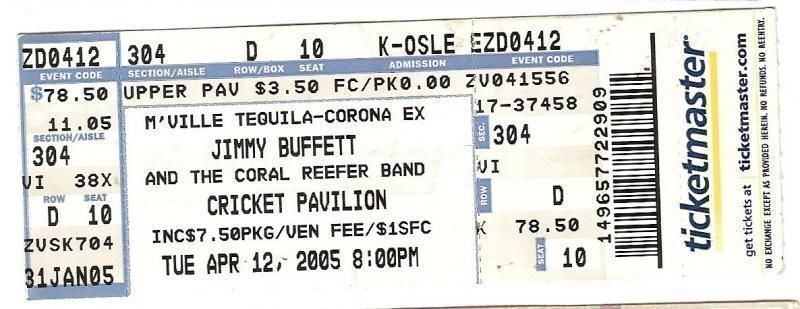 ZD0412 304 D 10 K-OSLE EZD0412
EVENT CODE SECTION/AISLE ROW/BOX SEAT ADMISSION EVENT CODE
$78.50 UPPER PAV $3.50 FC/PK0.00 ZV041556
11.05 M'VILLE TEQUILA-CORONA EX 17-37458
SECTION/AISLE JIMMY BUFFETT SEC. 304
304 AND THE CORAL REEFER BAND VI
VI 38X CRICKET PAVILION ROW D
ROW SEAT INC$7.50PKG/VEN FEE/$1SFC X 78.50
D 10 TUE APR 12, 2005 8:00PM SEAT 10
ZVSK704
31JAN05
149657722909
ticketmaster
get tickets at ticketmaster.com
NO EXCHANGE EXCEPT AS PROVIDED HEREIN. NO REFUNDS. NO REENTRY.